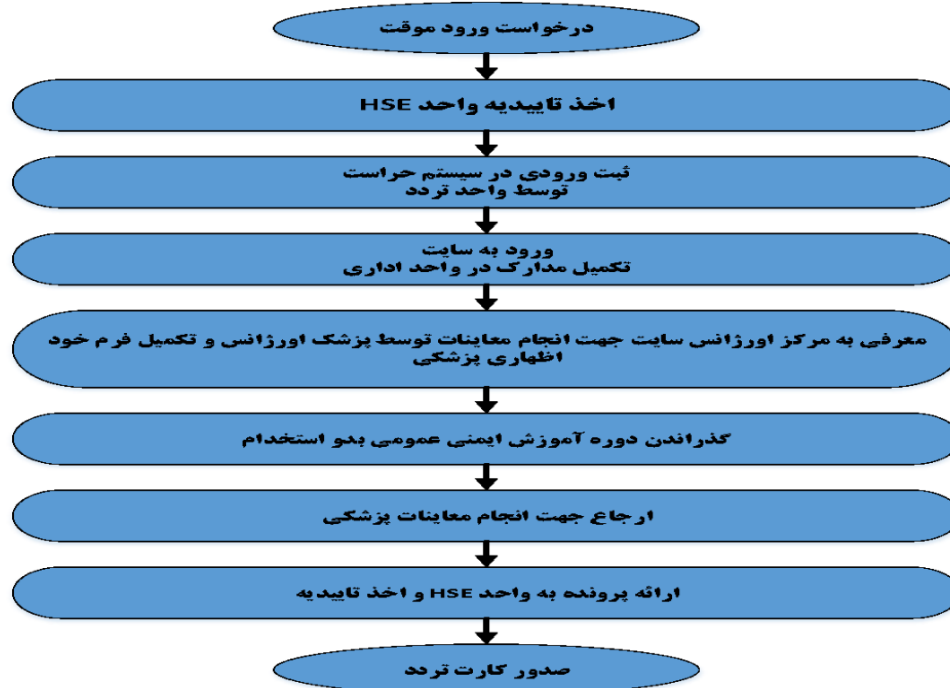 درخواست ورود موقت
اخذ تاییدیه واحد HSE
ثبت ورودی در سیستم حراست
توسط واحد تردد
ورود به سایت
تکمیل مدارک در واحد اداری
معرفی به مرکز اورژانس سایت جهت انجام معاینات توسط پزشک اورژانس و تکمیل فرم خود
اظهاری پزشکی
گذراندن دوره آموزش ایمنی عمومی بدو استخدام
ارجاع جهت انجام معاینات پزشکی
ارائه پرونده به واحد HSE و اخذ تاییدیه
صدور کارت تردد